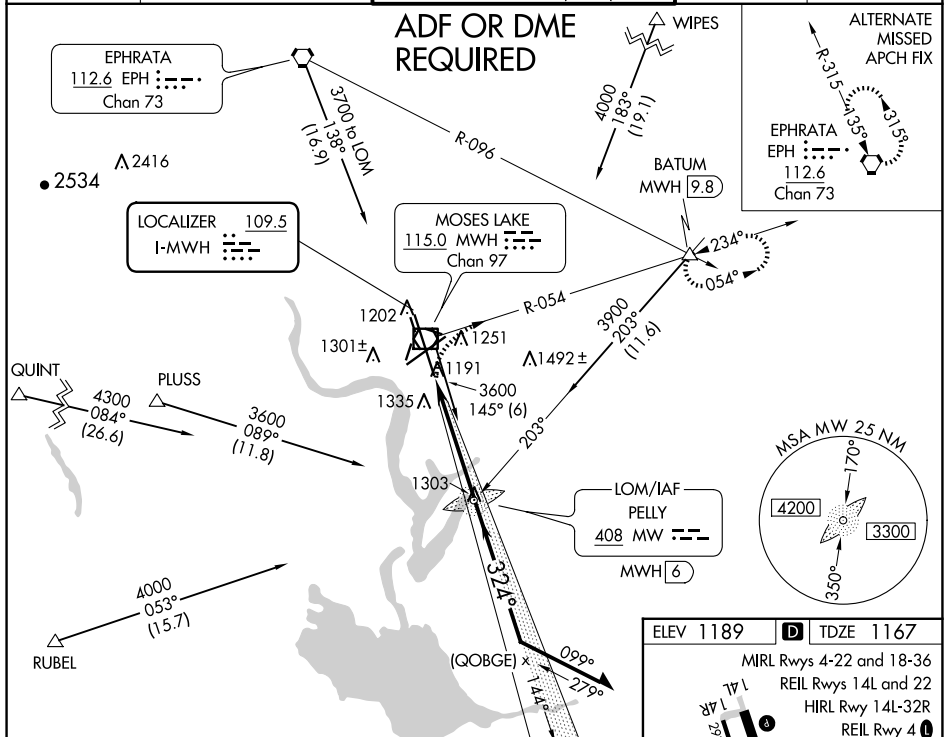 ADF OR DME
REQUIRED
WIPES
4000
183°
(19.1)
ALTERNATE
MISSED
APCH FIX
R-315
135°
315°
EPHRATA
EPH
112.6
Chan 73
EPHRATA
112.6 EPH
Chan 73
3700 to LOM
138°
(16.9)
R-096
2416
2534
BATUM
MWH 9.8
234°
054°
LOCALIZER 109.5
I-MWH
MOSES LAKE
115.0 MWH
Chan 97
R-054
3900
203°
(11.6)
203°
1202
1251
1301±
1191
1492±
1335
3600
145° (6)
QUINT
4300
084°
(26.6)
PLUSS
3600
089°
(11.8)
1303
LOM/IAF
PELLY
408 MW
MWH 6
MSA MW 25 NM
170°
4200
3300
350°
324°
4000
053°
(15.7)
RUBEL
(QOBGE) x
099°
279°
144°
ELEV 1189 D TDZE 1167
MIRL Rwys 4-22 and 18-36
REIL Rwys 14L and 22
HIRL Rwy 14L-32R
REIL Rwy 4 L
14L
14R
P